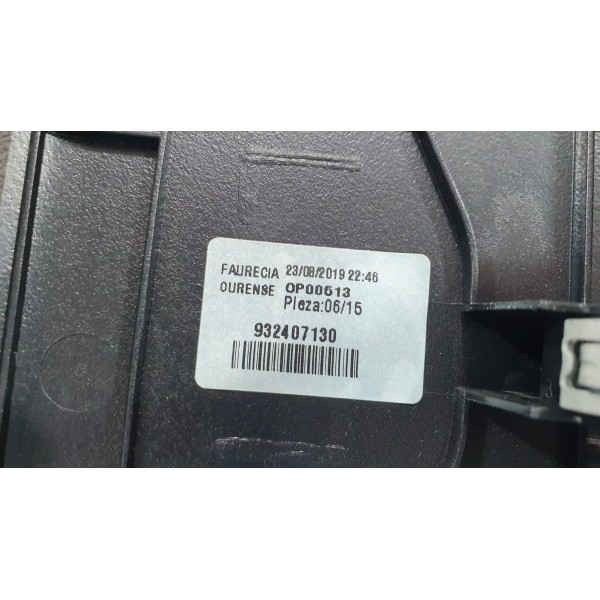 FAURECIA 23/08/2019 22:46
OURENSE OP00513
Pieza:06/15
932407130